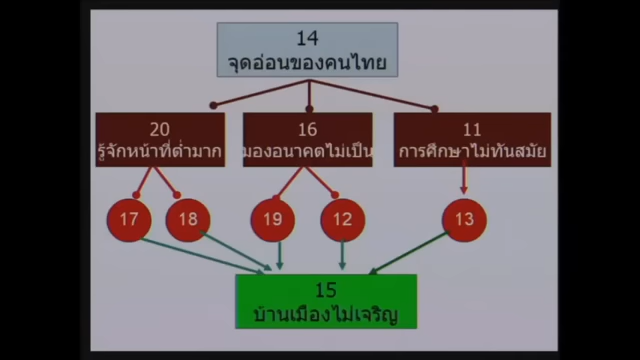 14
จุดอ่อนของคนไทย
20
รู้จักหน้าที่ต่ำมาก
16
มองอนาคตไม่เป็น
11
การศึกษาไม่ทันสมัย
17
18
19
12
13
15
บ้านเมืองไม่เจริญ